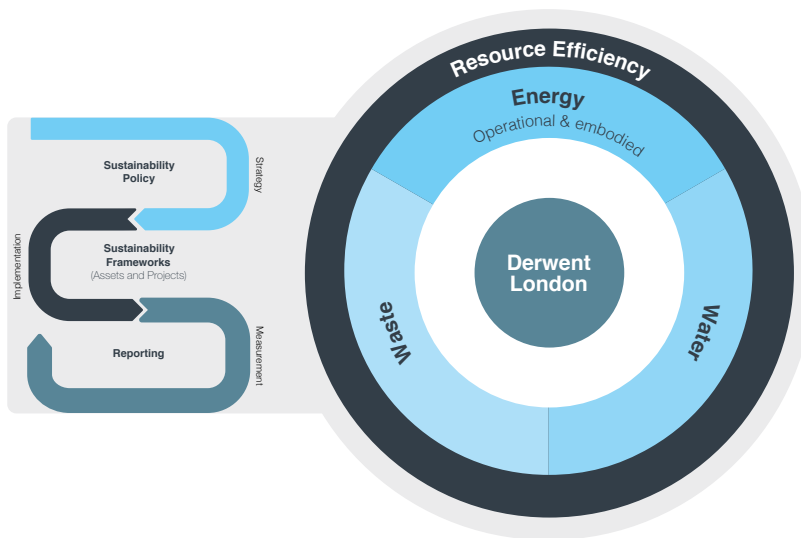 Sustainability
Policy
Strategy
Implementation
Sustainability
Frameworks
(Assets and Projects)
Reporting
Measurement
Resource Efficiency
Energy
Operational & embodied
Derwent
London
Waste
Water